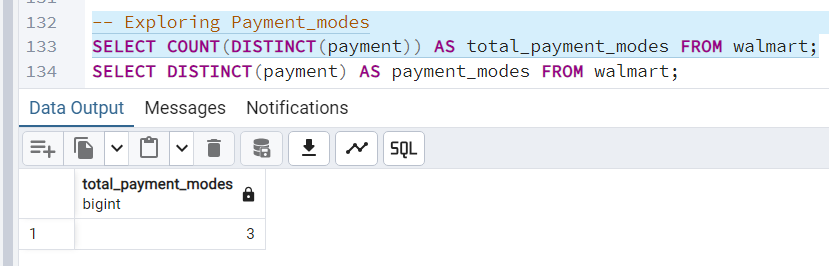 132 -- Exploring Payment_modes
133 SELECT COUNT(DISTINCT(payment)) AS total_payment_modes FROM walmart;
134 SELECT DISTINCT(payment) AS payment_modes FROM walmart;
Data Output Messages Notifications
SQL
total_payment_modes
bigint
1 3